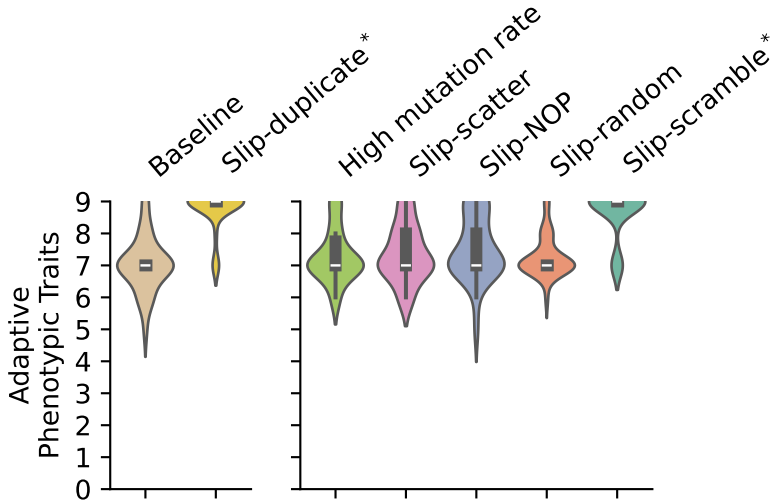 Baseline
Slip-duplicate*
High mutation rate
Slip-scatter
Slip-NOP
Slip-random
Slip-scramble*
Adaptive
Phenotypic Traits
9
8
7
6
5
4
3
2
1
0